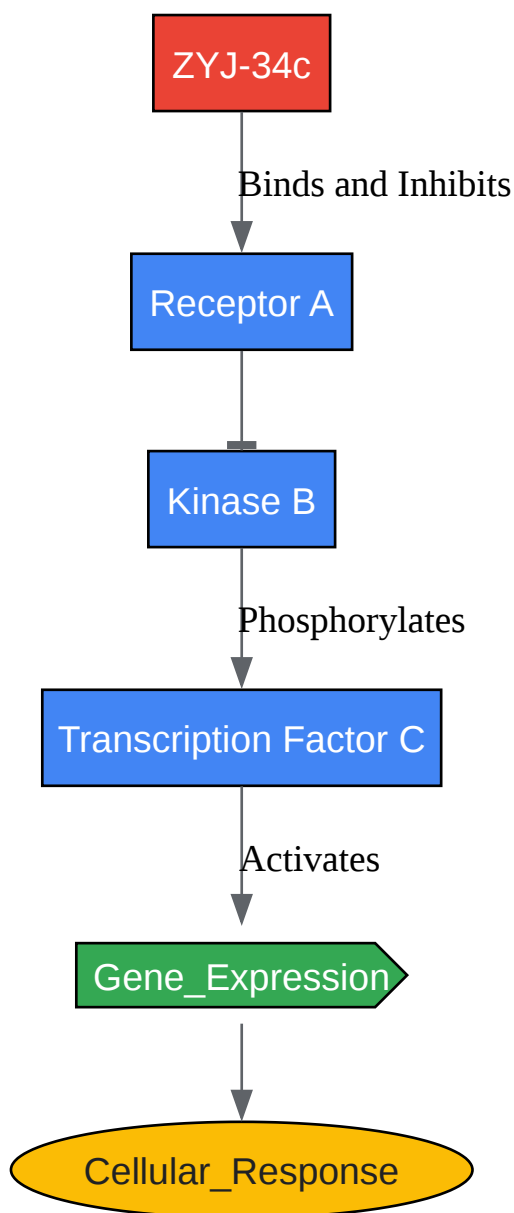 ZYJ-34c
Binds and Inhibits
Receptor A
Kinase B
Phosphorylates
Transcription Factor C
Activates
Gene_Expression
Cellular_Response